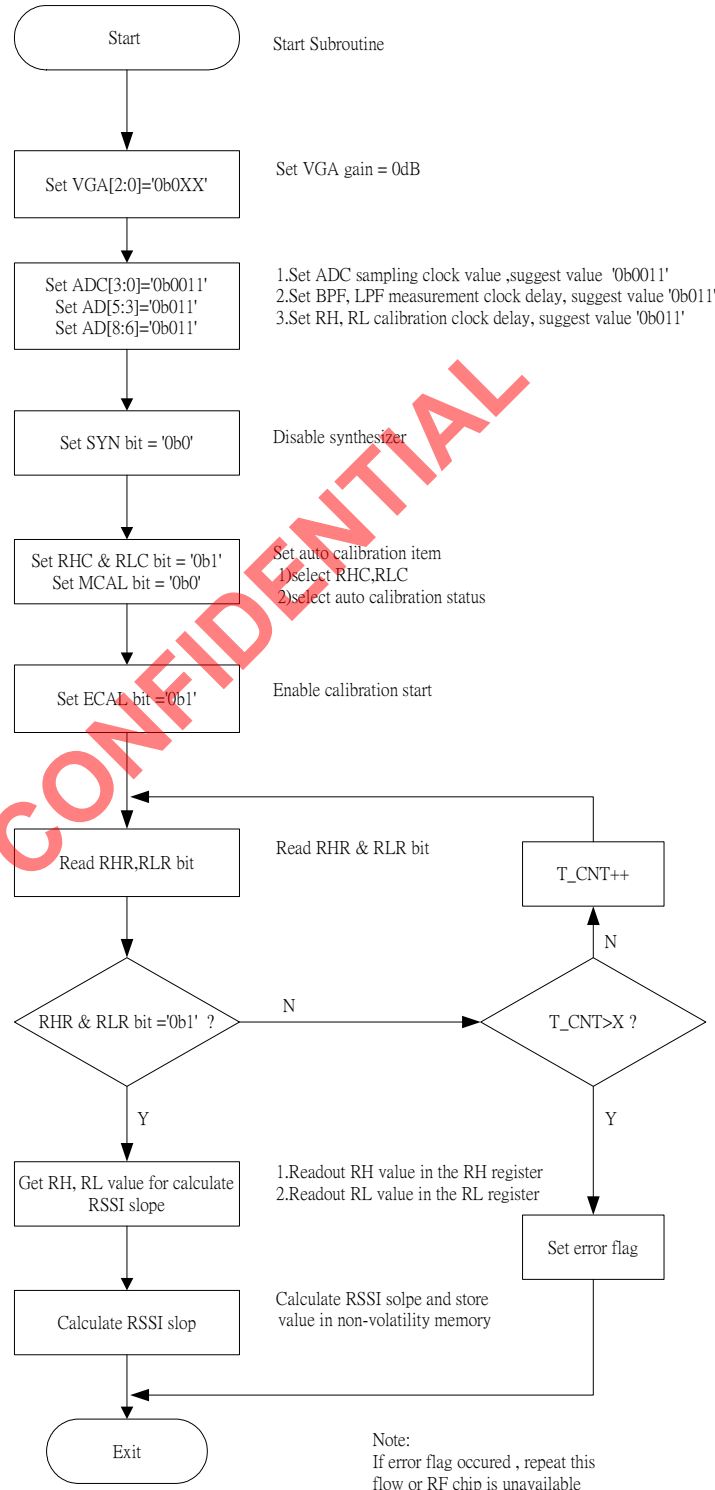 Start
Start Subroutine
Set VGA[2:0]='0b0XX'
Set VGA gain = 0dB
Set ADC[3:0]='0b0011'
Set AD[5:3]='0b011'
Set AD[8:6]='0b011'
1.Set ADC sampling clock value ,suggest value '0b0011'
2.Set BPF, LPF measurement clock delay, suggest value '0b011'
3.Set RH, RL calibration clock delay, suggest value '0b011'
Set SYN bit = '0b0'
Disable synthesizer
Set RHC & RLC bit = '0b1'
Set MCAL bit = '0b0'
Set auto calibration item
1)select RHC,RLC
2)select auto calibration status
Set ECAL bit ='0b1'
Enable calibration start
Read RHR,RLR bit
Read RHR & RLR bit
T_CNT++
N
RHR & RLR bit ='0b1' ?
N
T_CNT>X ?
Y
Y
Get RH, RL value for calculate
RSSI slope
1.Readout RH value in the RH register
2.Readout RL value in the RL register
Set error flag
Calculate RSSI slop
Calculate RSSI solpe and store
value in non-volatility memory
Exit
Note:
If error flag occured , repeat this
flow or RF chip is unavailable
CONFIDENTIAL